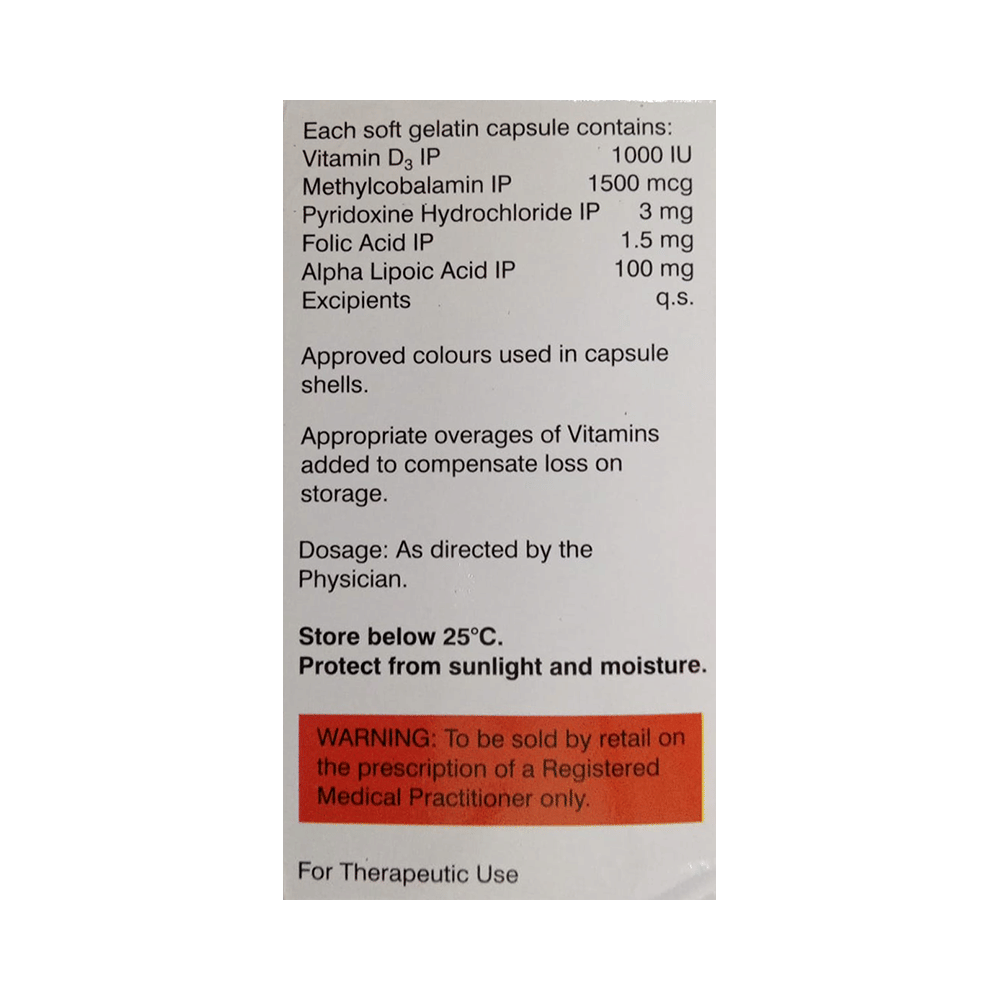 Each soft gelatin capsule contains:
Vitamin D₃ IP 1000 IU
Methylcobalamin IP 1500 mcg
Pyridoxine Hydrochloride IP 3 mg
Folic Acid IP 1.5 mg
Alpha Lipoic Acid IP 100 mg
Excipients q.s.
Approved colours used in capsule
shells.
Appropriate overages of Vitamins
added to compensate loss on
storage.
Dosage: As directed by the
Physician.
Store below 25°C.
Protect from sunlight and moisture.
WARNING: To be sold by retail on
the prescription of a Registered
Medical Practitioner only.
For Therapeutic Use